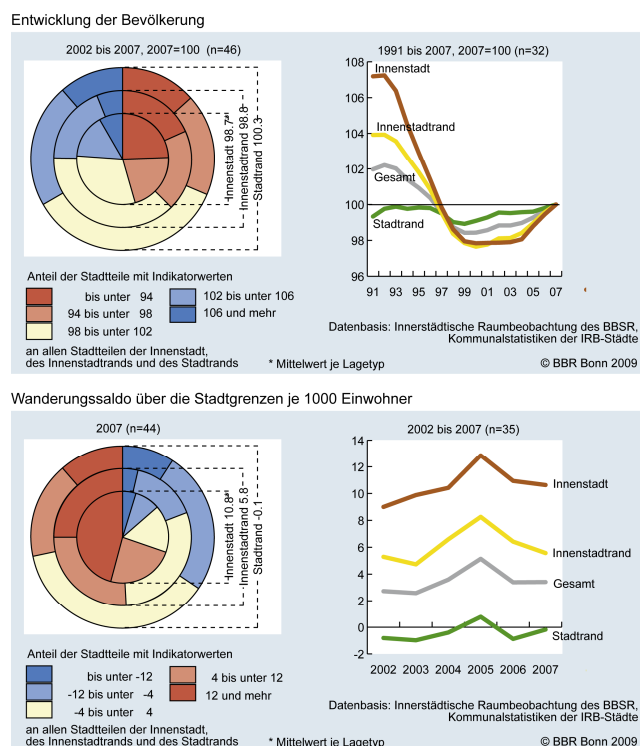 Entwicklung der Bevölkerung
2002 bis 2007, 2007=100 (n=46)
Innenstadt 98.7*
Innenstadtrand 98.8
Stadtrand 100.3
Anteil der Stadtteile mit Indikatorwerten
bis unter 94
94 bis unter 98
98 bis unter 102
102 bis unter 106
106 und mehr
an allen Stadtteilen der Innenstadt,
des Innenstadtrands und des Stadtrands
* Mittelwert je Lagetyp
1991 bis 2007, 2007=100 (n=32)
108
106
104
102
100
98
96
Innenstadt
Innenstadtrand
Gesamt
Stadtrand
91 93 95 97 99 01 03 05 07
Datenbasis: Innerstädtische Raumbeobachtung des BBSR,
Kommunalstatistiken der IRB-Städte
© BBR Bonn 2009
Wanderungssaldo über die Stadtgrenzen je 1000 Einwohner
2007 (n=44)
Innenstadt 10.8*
Innenstadtrand 5.8
Stadtrand -0.1
Anteil der Stadtteile mit Indikatorwerten
bis unter -12
-12 bis unter -4
-4 bis unter 4
4 bis unter 12
12 und mehr
an allen Stadtteilen der Innenstadt,
des Innenstadtrands und des Stadtrands
* Mittelwert je Lagetyp
2002 bis 2007 (n=35)
14
12
10
8
6
4
2
0
-2
Innenstadt
Innenstadtrand
Gesamt
Stadtrand
2002 2003 2004 2005 2006 2007
Datenbasis: Innerstädtische Raumbeobachtung des BBSR,
Kommunalstatistiken der IRB-Städte
© BBR Bonn 2009